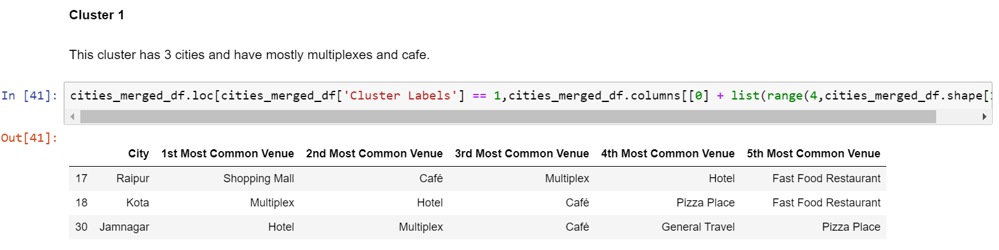 Cluster 1
This cluster has 3 cities and have mostly multiplexes and cafe.
In [41]: cities_merged_df.loc[cities_merged_df['Cluster Labels'] == 1,cities_merged_df.columns[[0] + list(range(4,cities_merged_df.shape[
Out[41]:
City 1st Most Common Venue 2nd Most Common Venue 3rd Most Common Venue 4th Most Common Venue 5th Most Common Venue
17 Raipur Shopping Mall Café Multiplex Hotel Fast Food Restaurant
18 Kota Multiplex Hotel Café Pizza Place Fast Food Restaurant
30 Jamnagar Hotel Multiplex Café General Travel Pizza Place